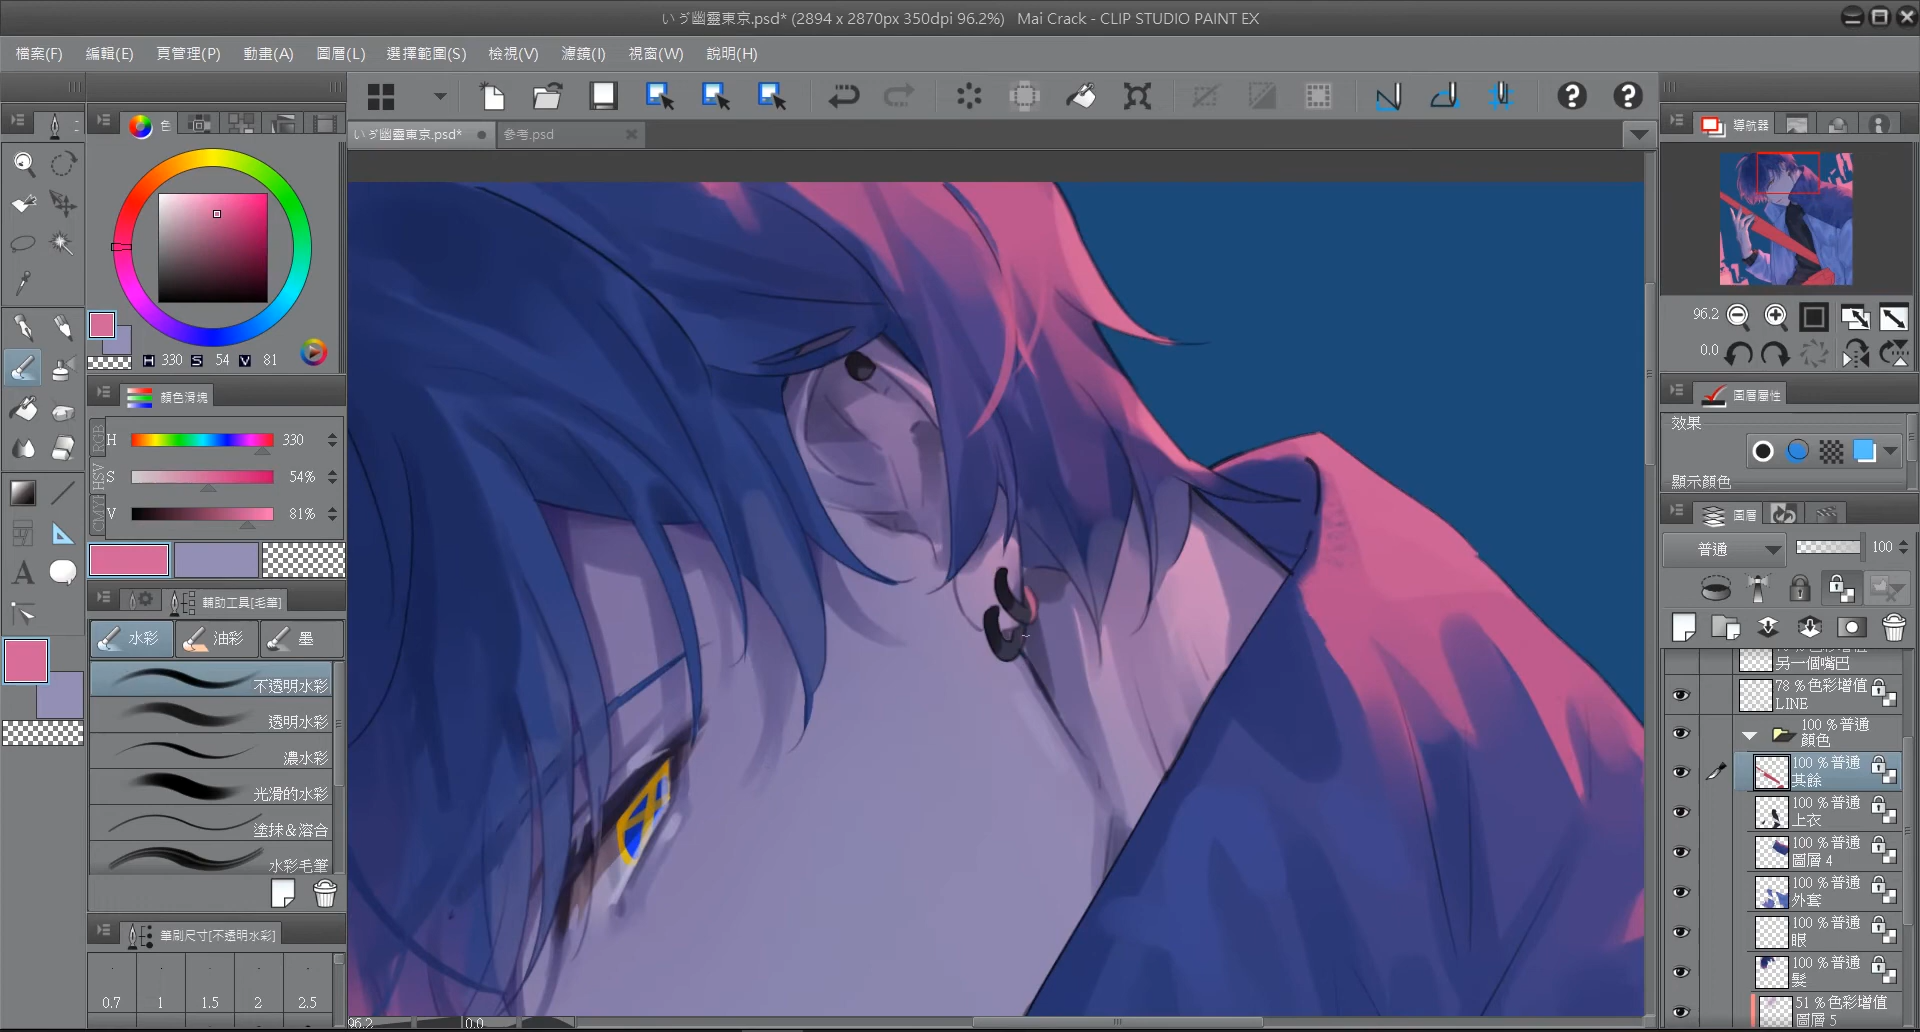 いゞ幽靈東京.psd* (2894 x 2870px 350dpi 96.2%)   Mai Crack - CLIP STUDIO PAINT EX
檔案(F) 編輯(E) 頁管理(P) 動畫(A) 圖層(L) 選擇範圍(S) 檢視(V) 濾鏡(I) 視窗(W) 說明(H)
いゞ幽靈東京.psd*
參考.psd
色
H 330 S 54 V 81
顏色滑塊
RGB
HSV
CMY
H 330
S 54%
V 81%
輔助工具[毛筆]
水彩 油彩 墨
不透明水彩
透明水彩
濃水彩
光滑的水彩
塗抹&溶合
水彩毛筆
筆刷尺寸[不透明水彩]
0.7 1 1.5 2 2.5
96.2 0.0
導航器
96.2
0.0
圖層屬性
效果
顯示顏色
圖層
普通 100
另一個嘴巴
78 %色彩增值
LINE
100 %普通
顏色
100 %普通
其餘
100 %普通
上衣
100 %普通
圖層 4
100 %普通
外套
100 %普通
眼
100 %普通
髮
51 %色彩增值
圖層 5